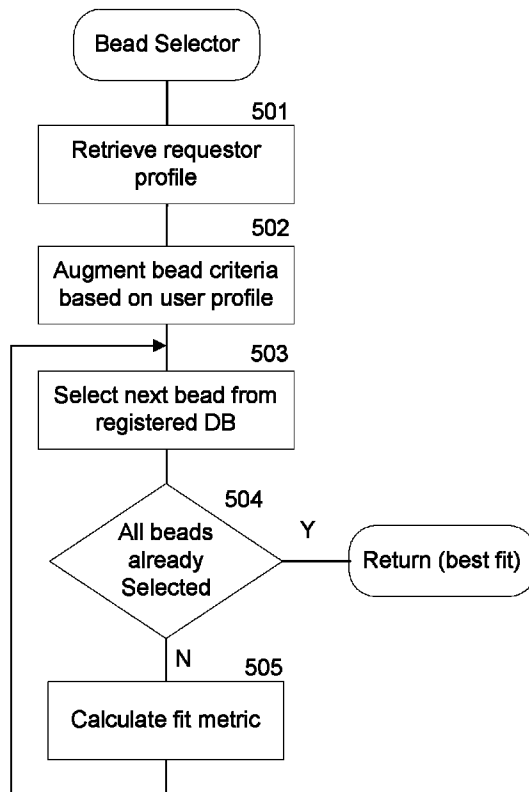 Bead Selector
501
Retrieve requestor
profile
502
Augment bead criteria
based on user profile
503
Select next bead from
registered DB
504
All beads
already
Selected
Y
Return (best fit)
N
505
Calculate fit metric